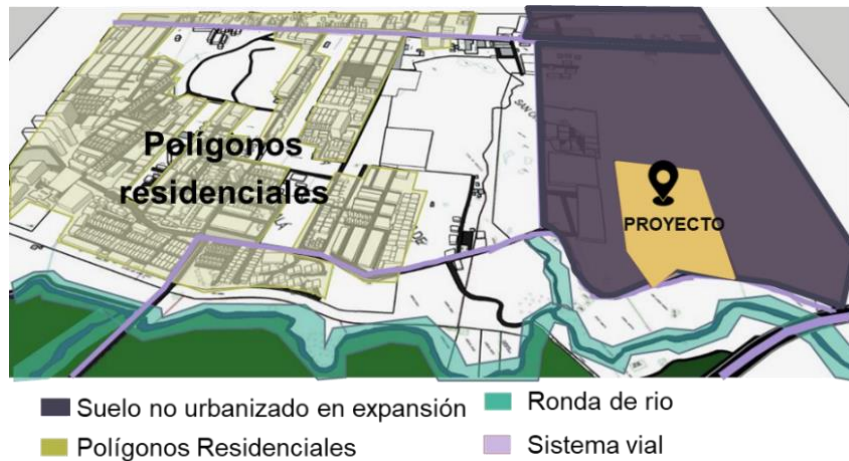 Polígonos
residenciales
PROYECTO
Suelo no urbanizado en expansión
Ronda de rio
Polígonos Residenciales
Sistema vial